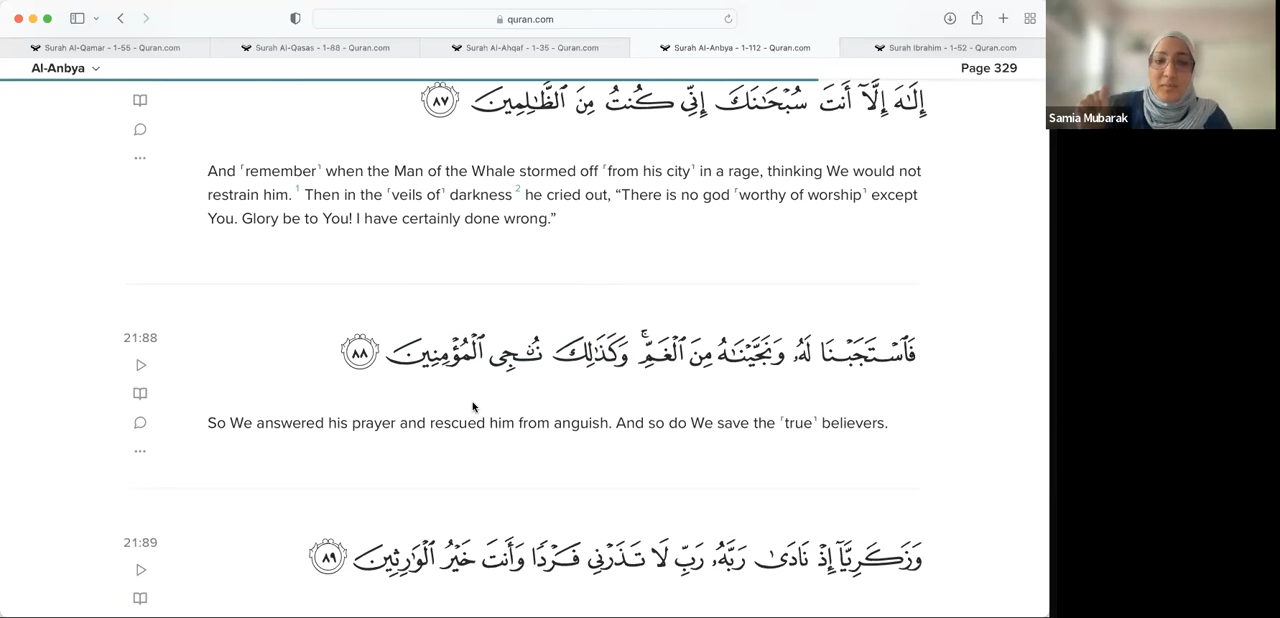 quran.com
Surah Al-Qamar - 1-55 - Quran.com
Surah Al-Qasas - 1-88 - Quran.com
Surah Al-Ahqaf - 1-35 - Quran.com
Surah Al-Anbya - 1-112 - Quran.com
Surah Ibrahim - 1-52 - Quran.com
Al-Anbya
Page 329
إِلَـٰهَ إِلَّآ أَنتَ سُبْحَـٰنَكَ إِنِّى كُنتُ مِنَ ٱلظَّـٰلِمِينَ ٨٧
And ˹remember˺ when the Man of the Whale stormed off ˹from his city˺ in a rage, thinking We would not
restrain him. 1 Then in the ˹veils of˺ darkness 2 he cried out, “There is no god ˹worthy of worship˺ except
You. Glory be to You! I have certainly done wrong.”
21:88
فَٱسْتَجَبْنَا لَهُۥ وَنَجَّيْنَـٰهُ مِنَ ٱلْغَمِّ ۚ وَكَذَٰلِكَ نُـۨجِى ٱلْمُؤْمِنِينَ ٨٨
So We answered his prayer and rescued him from anguish. And so do We save the ˹true˺ believers.
21:89
وَزَكَرِيَّآ إِذْ نَادَىٰ رَبَّهُۥ رَبِّ لَا تَذَرْنِى فَرْدًا وَأَنتَ خَيْرُ ٱلْوَٰرِثِينَ ٨٩
Samia Mubarak